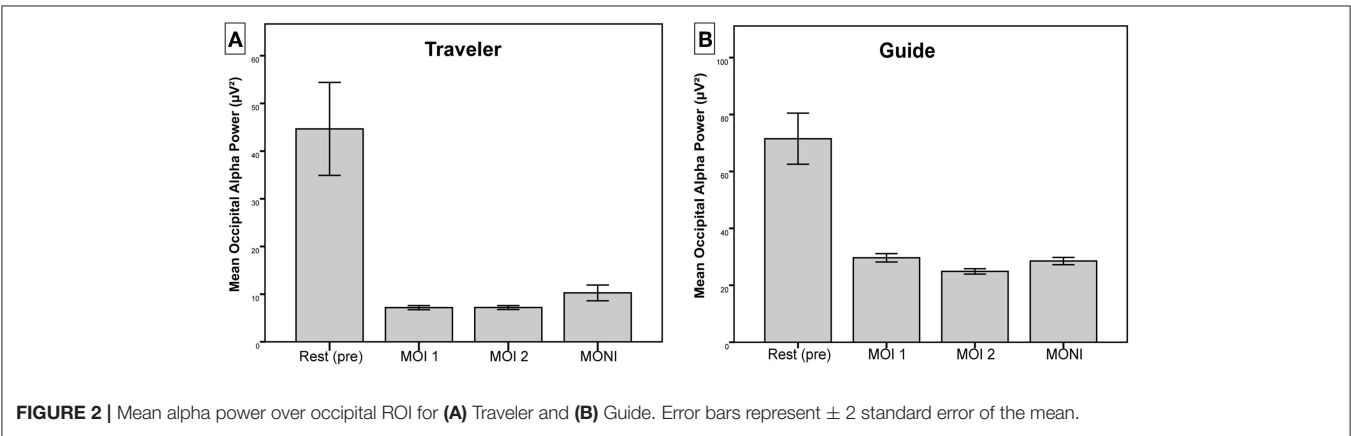 A
Traveler
Mean Occipital Alpha Power (µV²)
60
50
40
30
20
10
0
Rest (pre) MOI 1 MOI 2 MONI
B
Guide
Mean Occipital Alpha Power (µV²)
100
80
60
40
20
0
Rest (pre) MOI 1 MOI 2 MONI
FIGURE 2 | Mean alpha power over occipital ROI for (A) Traveler and (B) Guide. Error bars represent ± 2 standard error of the mean.